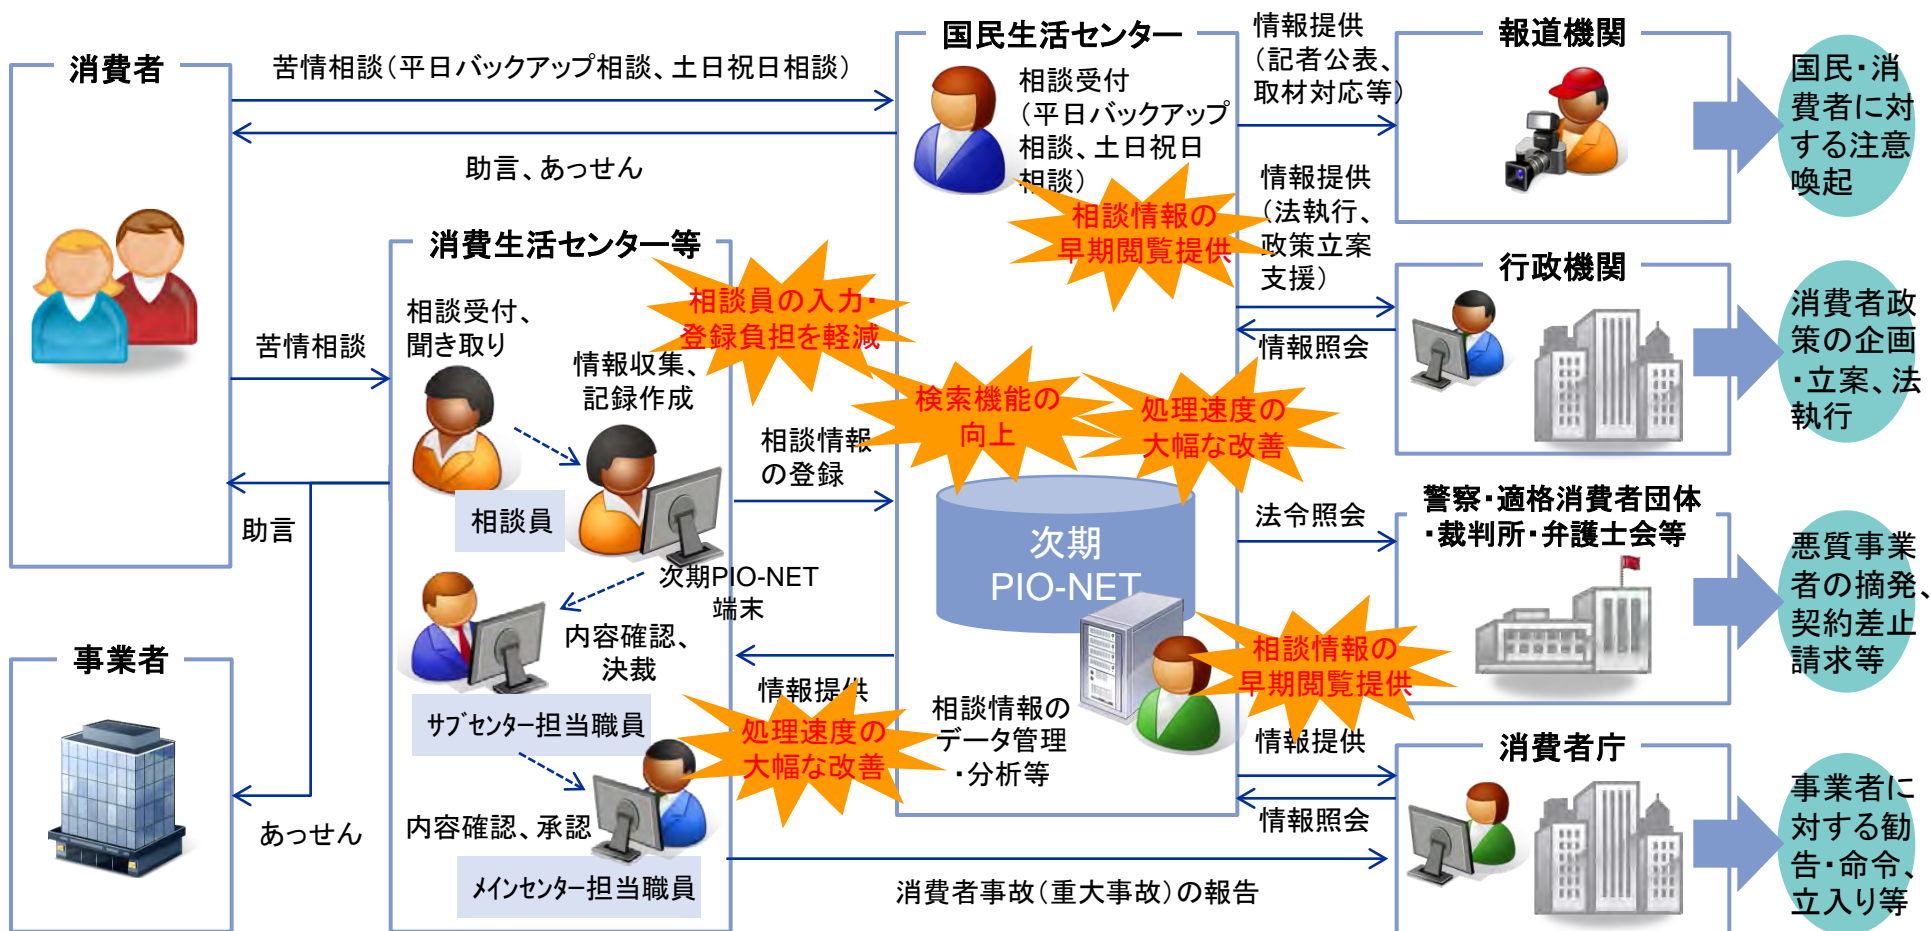 消費者
苦情相談（平日バックアップ相談、土日祝日相談）
助言、あっせん
苦情相談
助言
事業者
あっせん
消費生活センター等
相談受付、
聞き取り
情報収集、
記録作成
相談員の入力・
登録負担を軽減
相談員
次期PIO-NET
端末
内容確認、
決裁
サブセンター担当職員
内容確認、承認
メインセンター担当職員
相談情報
の登録
情報提供
処理速度の
大幅な改善
消費者事故（重大事故）の報告
国民生活センター
相談受付
（平日バックアップ
相談、土日祝日
相談）
相談情報の
早期閲覧提供
検索機能の
向上
処理速度の
大幅な改善
次期
PIO-NET
相談情報の
データ管理
・分析等
相談情報の
早期閲覧提供
情報提供
（記者公表、
取材対応等）
情報提供
（法執行、
政策立案
支援）
情報照会
法令照会
情報提供
情報照会
報道機関
国民・消
費者に対
する注意
喚起
行政機関
消費者政
策の企画
・立案、法
執行
警察・適格消費者団体
・裁判所・弁護士会等
悪質事業
者の摘発、
契約差止
請求等
消費者庁
事業者に
対する勧
告・命令、
立入り等